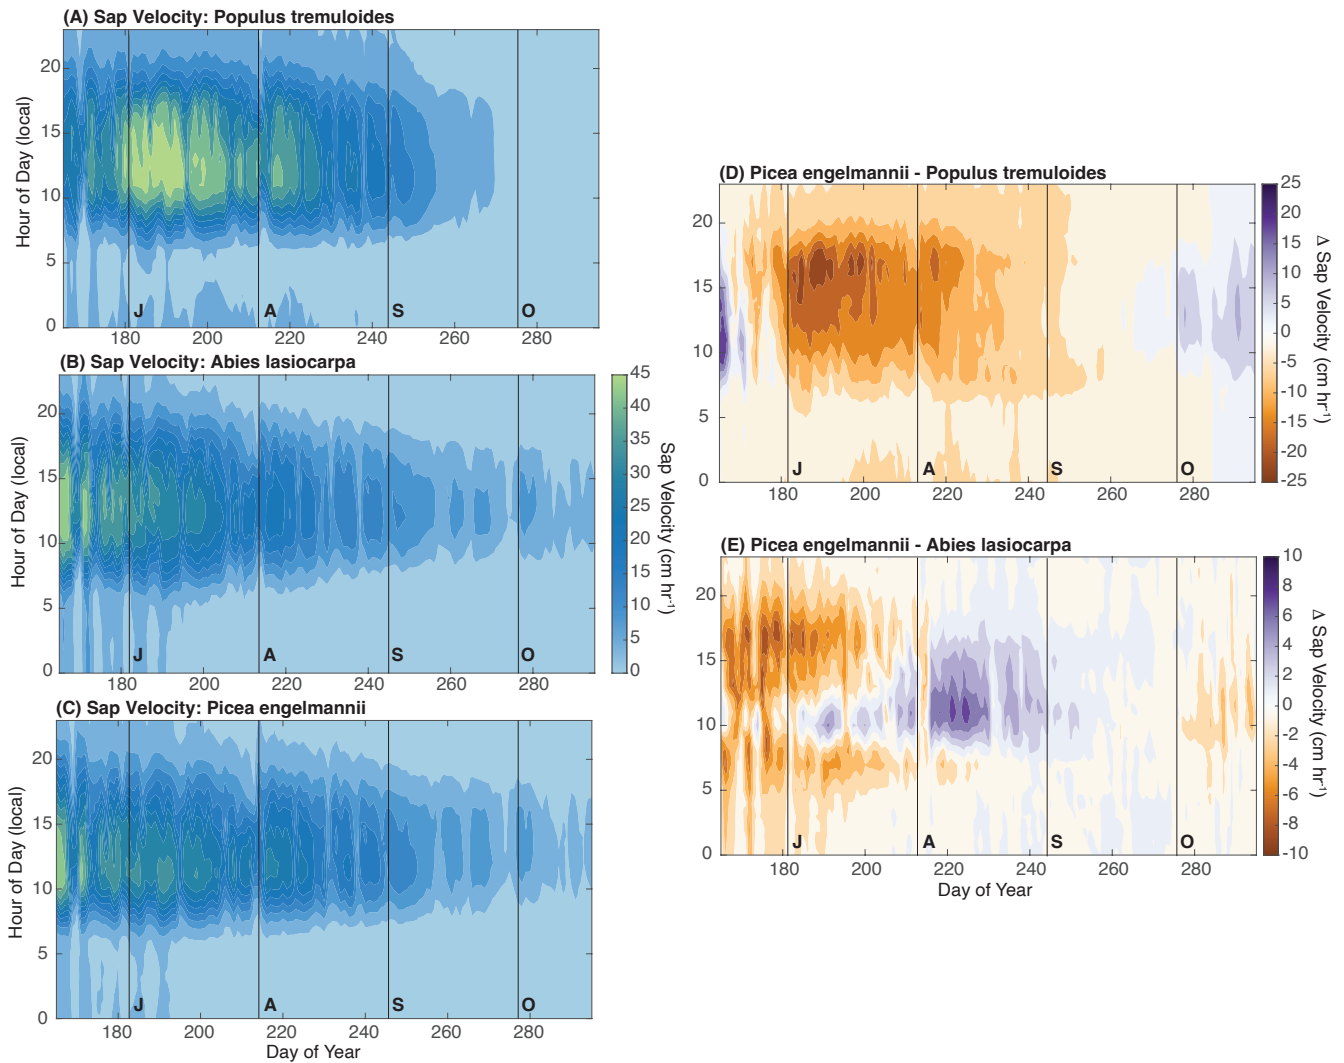 (A) Sap Velocity: Populus tremuloides
20
15
10
5
0
Hour of Day (local)
J
A
S
O
180
200
220
240
260
280
(B) Sap Velocity: Abies lasiocarpa
20
15
10
5
0
Hour of Day (local)
J
A
S
O
180
200
220
240
260
280
45
40
35
30
25
20
15
10
5
0
Sap Velocity (cm hr⁻¹)
(C) Sap Velocity: Picea engelmannii
20
15
10
5
0
Hour of Day (local)
J
A
S
O
180
200
220
240
260
280
Day of Year
(D) Picea engelmannii - Populus tremuloides
20
15
10
5
0
J
A
S
O
180
200
220
240
260
280
25
20
15
10
5
0
-5
-10
-15
-20
-25
Δ Sap Velocity (cm hr⁻¹)
(E) Picea engelmannii - Abies lasiocarpa
20
15
10
5
0
J
A
S
O
180
200
220
240
260
280
Day of Year
10
8
6
4
2
0
-2
-4
-6
-8
-10
Δ Sap Velocity (cm hr⁻¹)